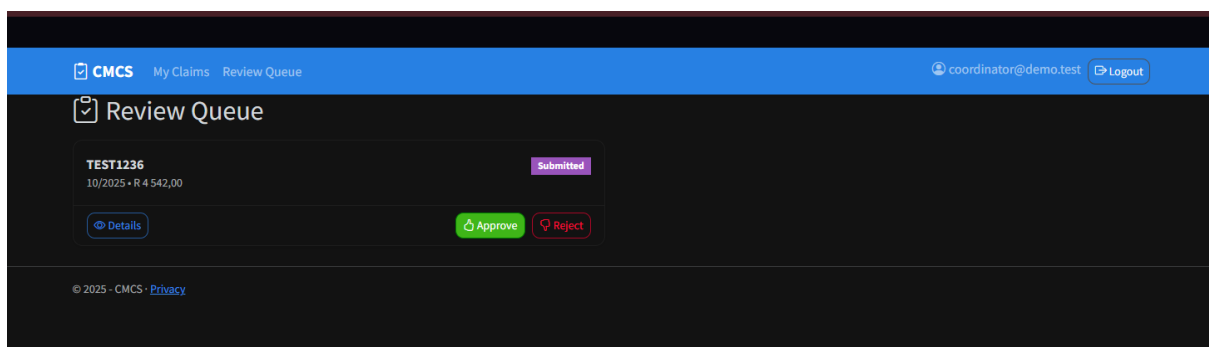 CMCS My Claims Review Queue coordinator@demo.test Logout
Review Queue
TEST1236 Submitted
10/2025 • R 4 542,00
Details Approve Reject
© 2025 - CMCS · Privacy